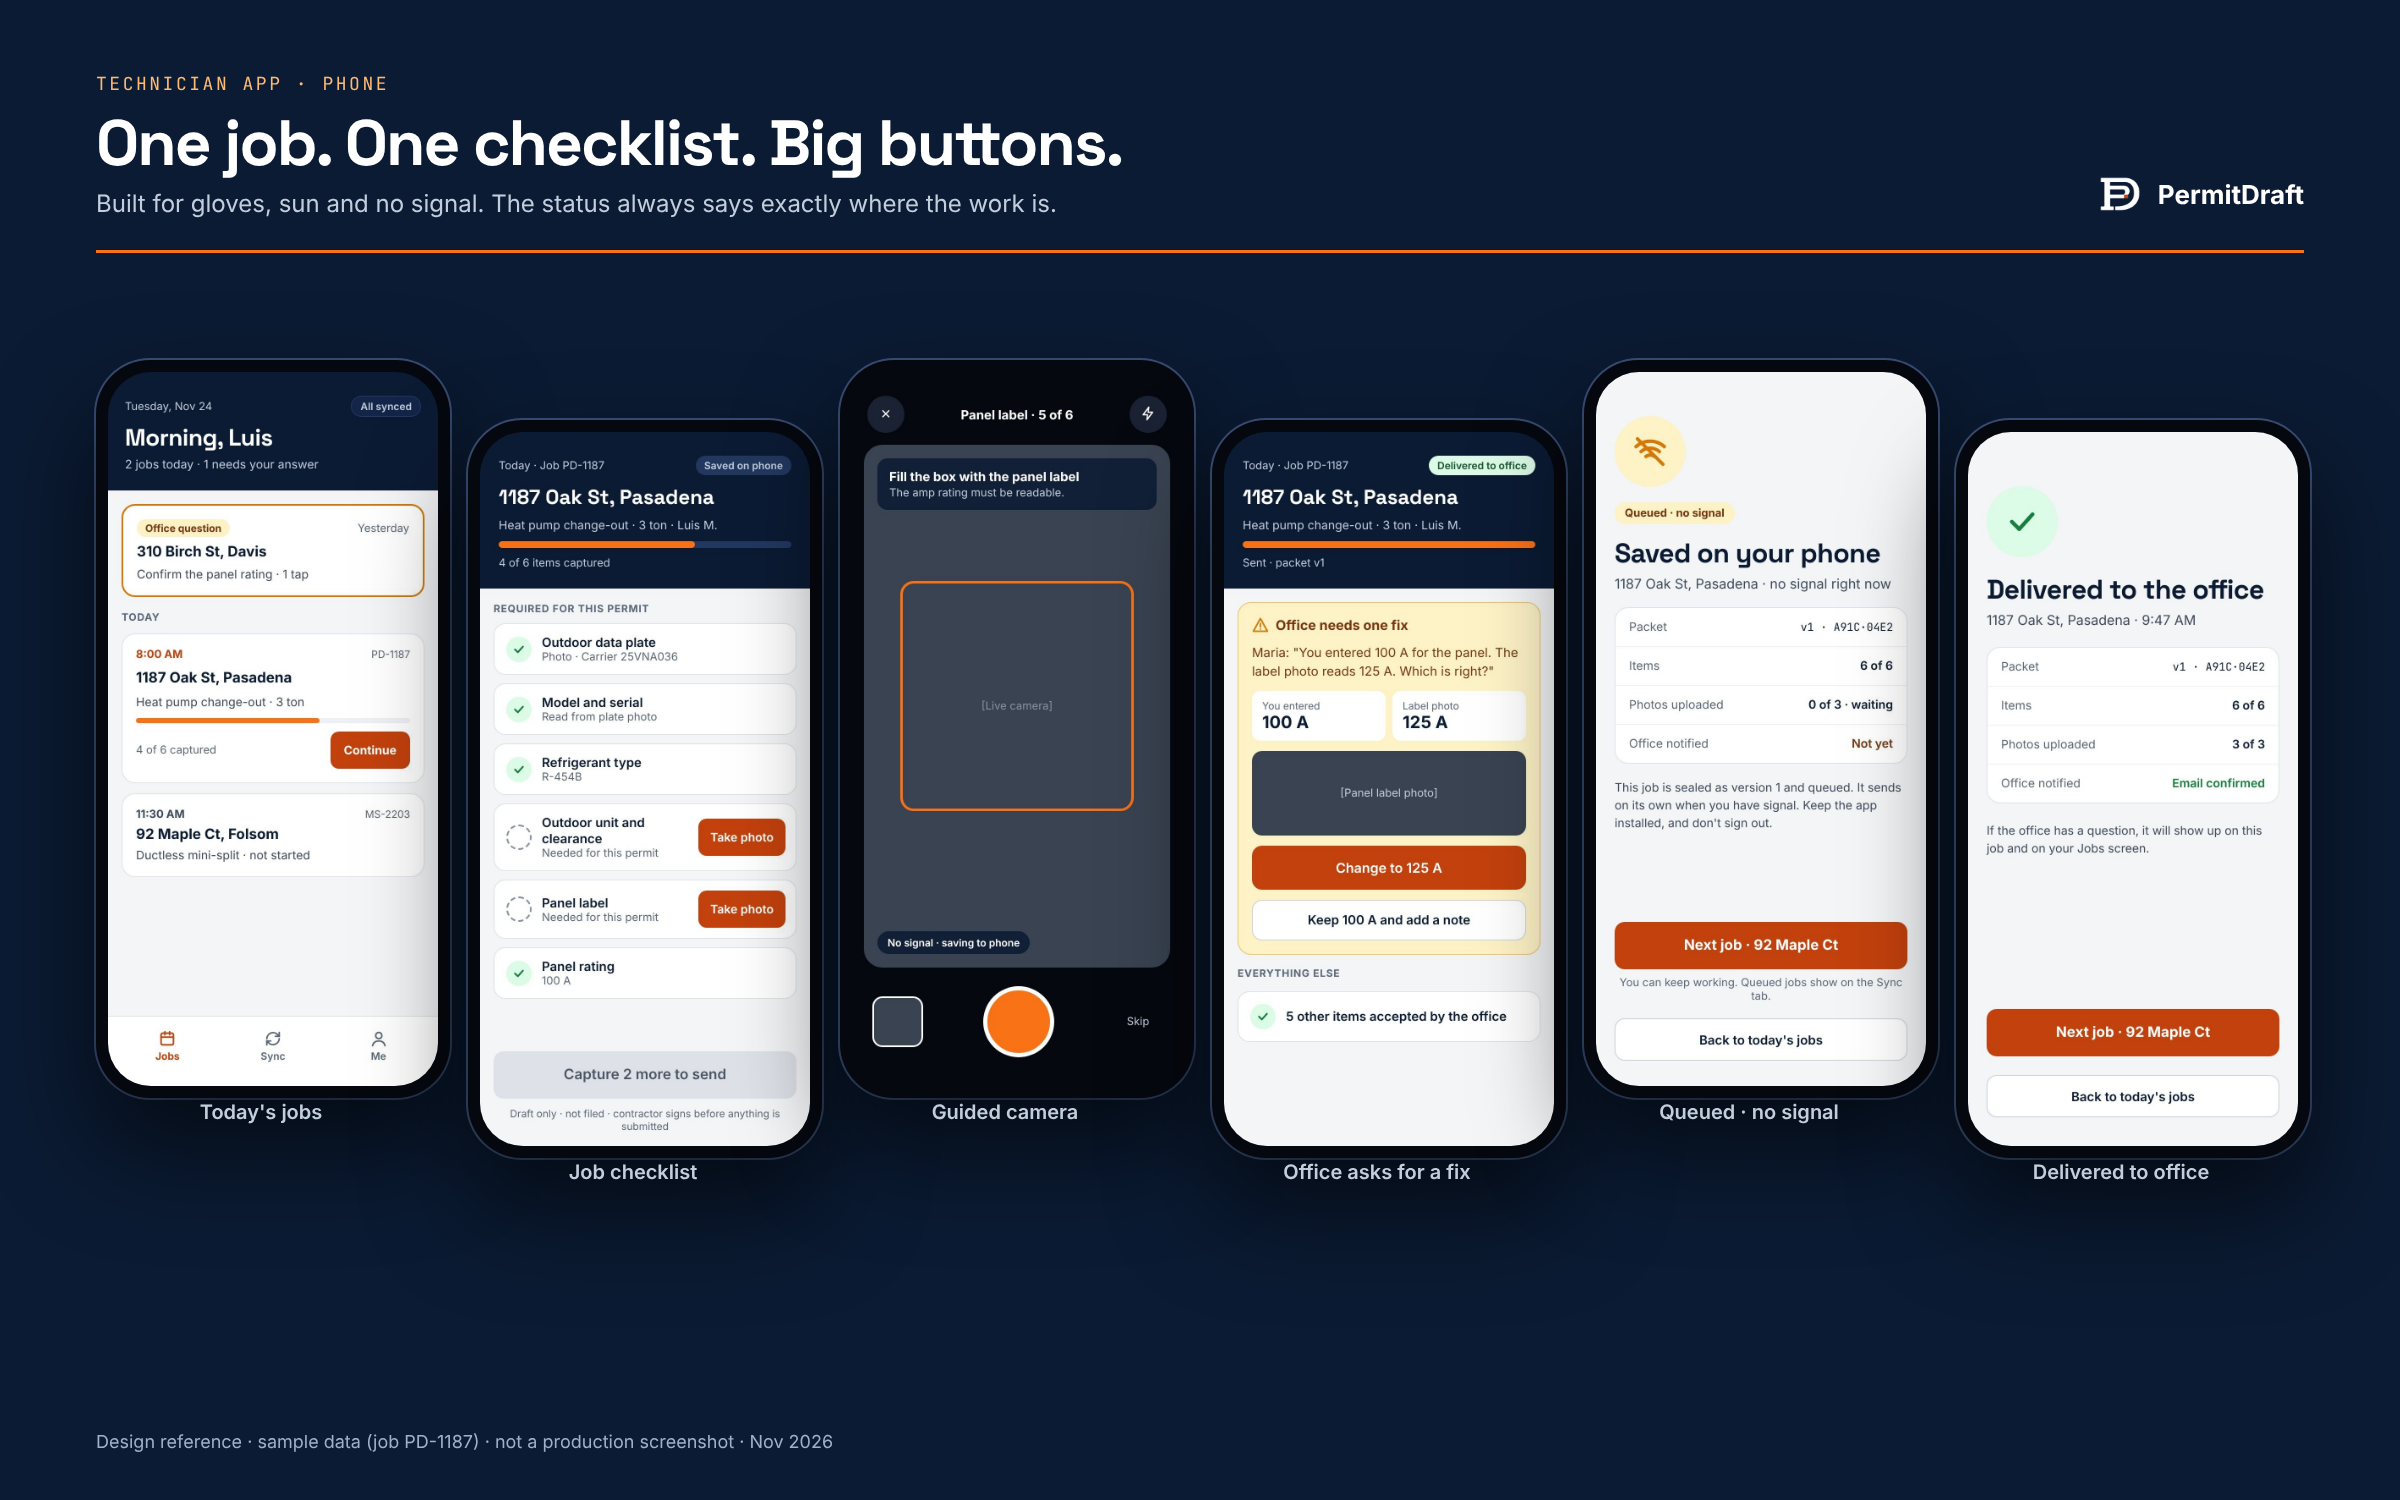 TECHNICIAN APP · PHONE
One job. One checklist. Big buttons.
Built for gloves, sun and no signal. The status always says exactly where the work is.
PermitDraft
Tuesday, Nov 24
All synced
Morning, Luis
2 jobs today · 1 needs your answer
Office question
Yesterday
310 Birch St, Davis
Confirm the panel rating · 1 tap
TODAY
8:00 AM
PD-1187
1187 Oak St, Pasadena
Heat pump change-out · 3 ton
4 of 6 captured
Continue
11:30 AM
MS-2203
92 Maple Ct, Folsom
Ductless mini-split · not started
Jobs
Sync
Me
Today's jobs
Today · Job PD-1187
Saved on phone
1187 Oak St, Pasadena
Heat pump change-out · 3 ton · Luis M.
4 of 6 items captured
REQUIRED FOR THIS PERMIT
Outdoor data plate
Photo · Carrier 25VNA036
Model and serial
Read from plate photo
Refrigerant type
R-454B
Outdoor unit and
clearance
Needed for this permit
Take photo
Panel label
Needed for this permit
Take photo
Panel rating
100 A
Capture 2 more to send
Draft only · not filed · contractor signs before anything is
submitted
Job checklist
Panel label · 5 of 6
Fill the box with the panel label
The amp rating must be readable.
[Live camera]
No signal · saving to phone
Skip
Guided camera
Today · Job PD-1187
Delivered to office
1187 Oak St, Pasadena
Heat pump change-out · 3 ton · Luis M.
Sent · packet v1
Office needs one fix
Maria: "You entered 100 A for the panel. The
label photo reads 125 A. Which is right?"
You entered
100 A
Label photo
125 A
[Panel label photo]
Change to 125 A
Keep 100 A and add a note
EVERYTHING ELSE
5 other items accepted by the office
Office asks for a fix
Queued · no signal
Saved on your phone
1187 Oak St, Pasadena · no signal right now
Packet
v1 · A91C-04E2
Items
6 of 6
Photos uploaded
0 of 3 · waiting
Office notified
Not yet
This job is sealed as version 1 and queued. It sends
on its own when you have signal. Keep the app
installed, and don't sign out.
Next job · 92 Maple Ct
You can keep working. Queued jobs show on the Sync
tab.
Back to today's jobs
Queued · no signal
Delivered to the office
1187 Oak St, Pasadena · 9:47 AM
Packet
v1 · A91C-04E2
Items
6 of 6
Photos uploaded
3 of 3
Office notified
Email confirmed
If the office has a question, it will show up on this
job and on your Jobs screen.
Next job · 92 Maple Ct
Back to today's jobs
Delivered to office
Design reference · sample data (job PD-1187) · not a production screenshot · Nov 2026